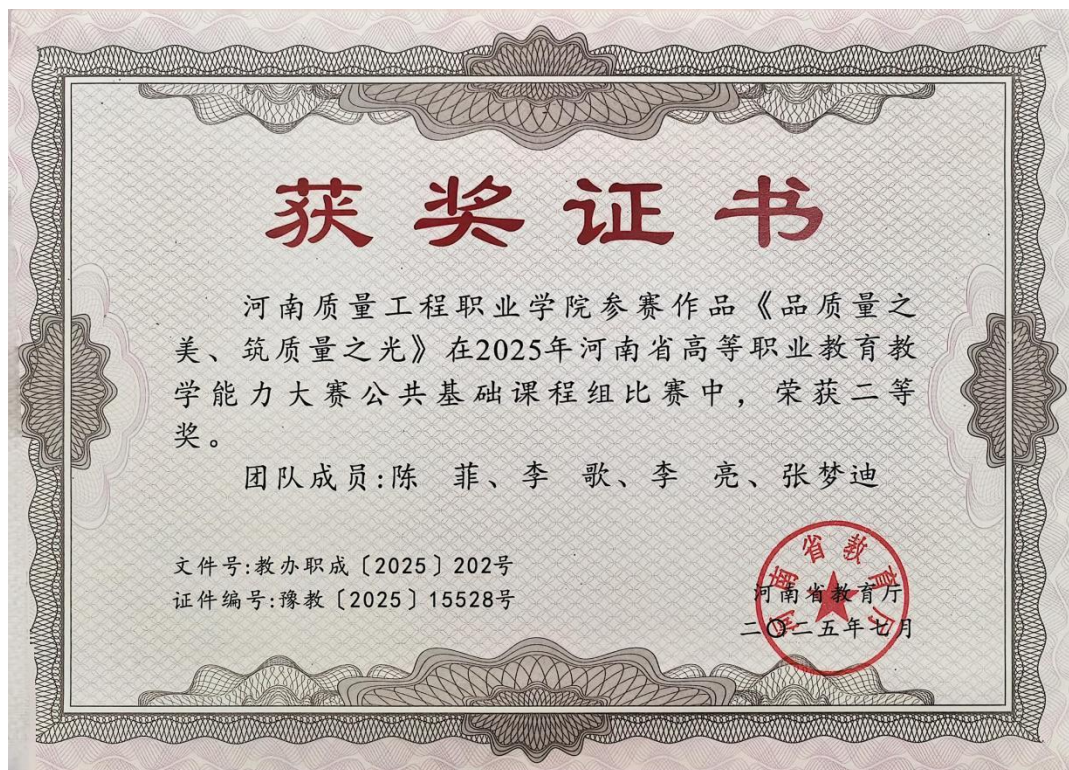 获奖证书
河南质量工程职业学院参赛作品《品质量之
美、筑质量之光》在2025年河南省高等职业教育教
学能力大赛公共基础课程组比赛中，荣获二等
奖。
团队成员:陈　菲、李　歌、李　亮、张梦迪
文件号:教办职成〔2025〕202号
证件编号:豫教〔2025〕15528号
河南省教育厅
河南省教育厅
二〇二五年七月